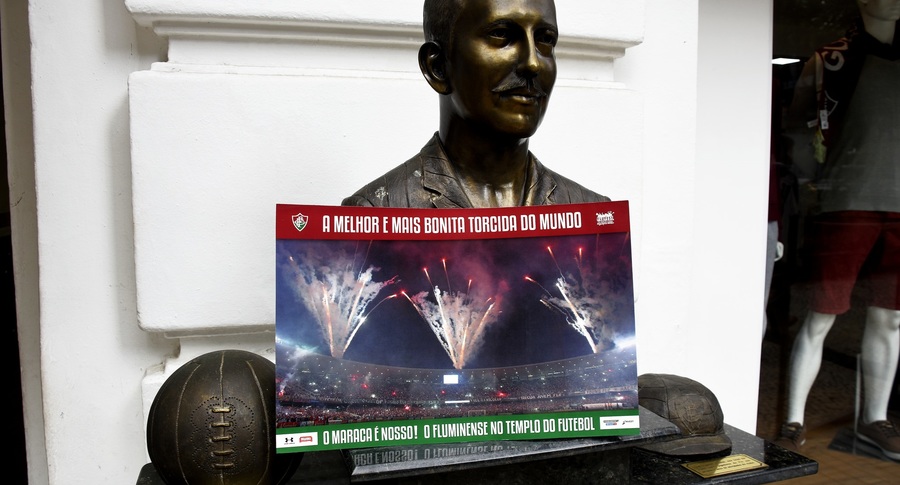 A MELHOR E MAIS BONITA TORCIDA DO MUNDO
O MARACA É NOSSO! O FLUMINENSE NO TEMPLO DO FUTEBOL